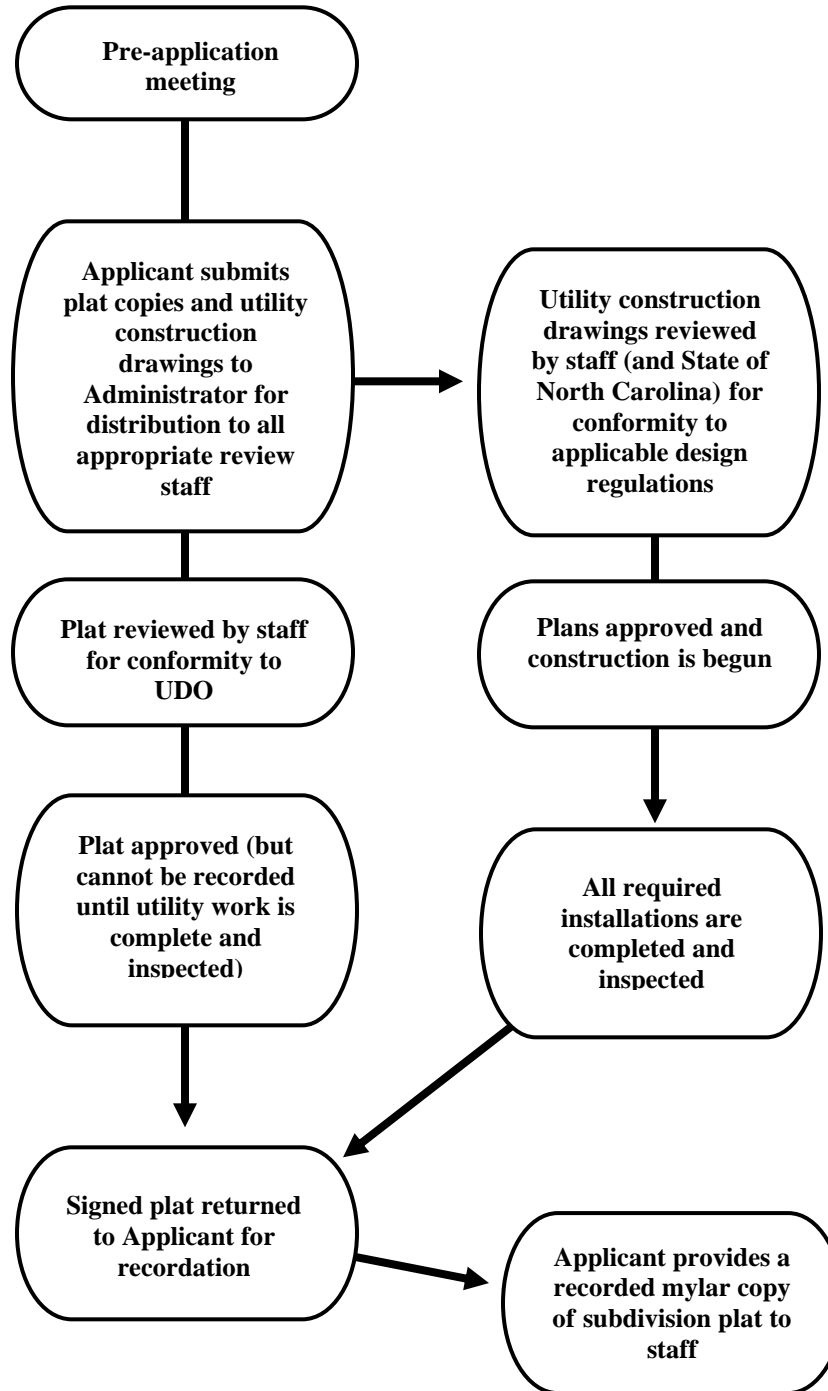 Pre-application
meeting
Applicant submits
plat copies and utility
construction
drawings to
Administrator for
distribution to all
appropriate review
staff
Utility construction
drawings reviewed
by staff (and State of
North Carolina) for
conformity to
applicable design
regulations
Plat reviewed by staff
for conformity to
UDO
Plans approved and
construction is begun
Plat approved (but
cannot be recorded
until utility work is
complete and
inspected)
All required
installations are
completed and
inspected
Signed plat returned
to Applicant for
recordation
Applicant provides a
recorded mylar copy
of subdivision plat to
staff